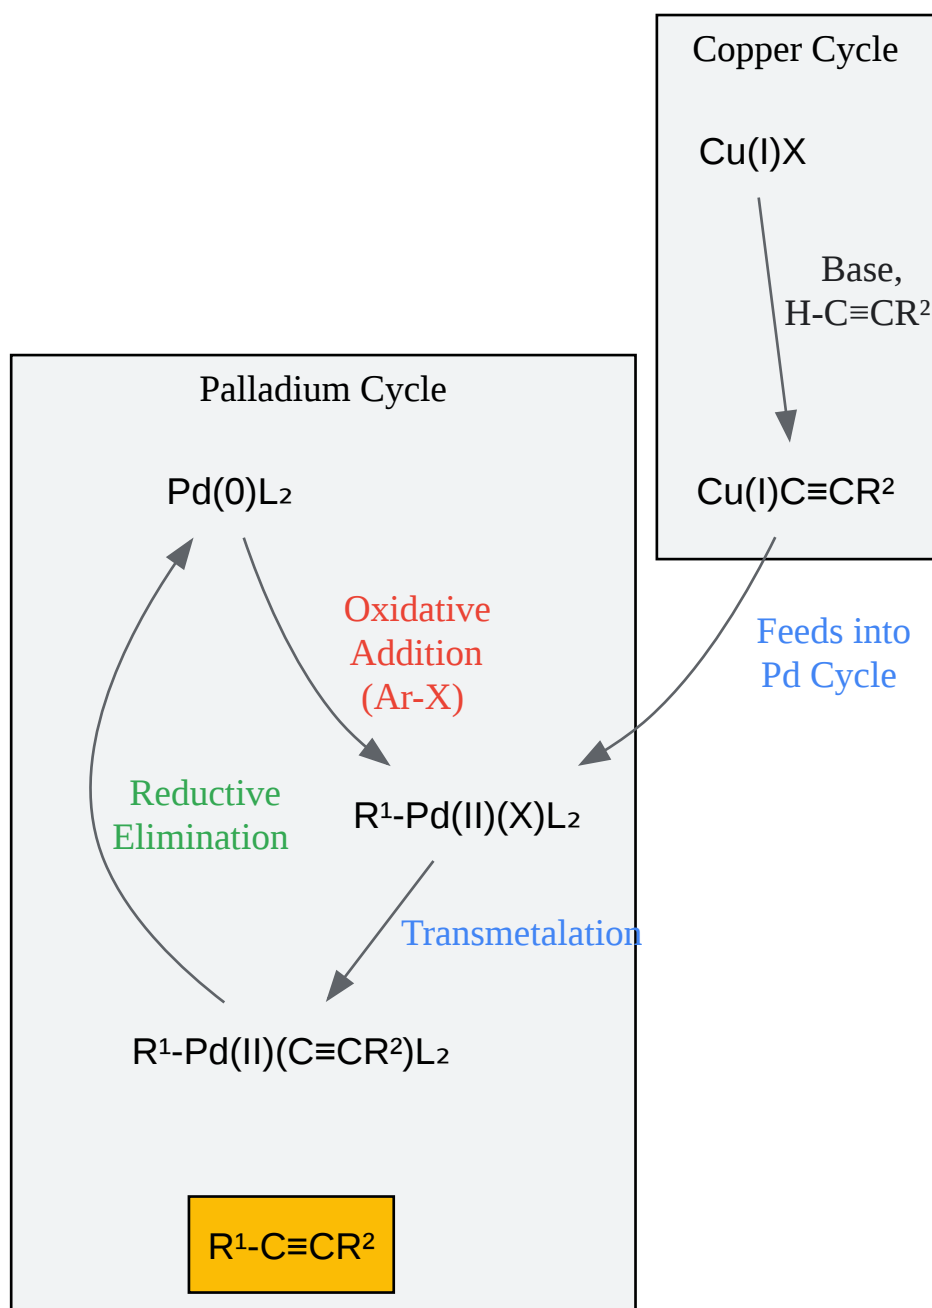 Copper Cycle
Cu(I)X
Base,
H-C≡CR²
Cu(I)C≡CR²
Feeds into
Pd Cycle
Palladium Cycle
Pd(0)L₂
Oxidative
Addition
(Ar-X)
Reductive
Elimination
R¹-Pd(II)(X)L₂
Transmetalation
R¹-Pd(II)(C≡CR²)L₂
R¹-C≡CR²